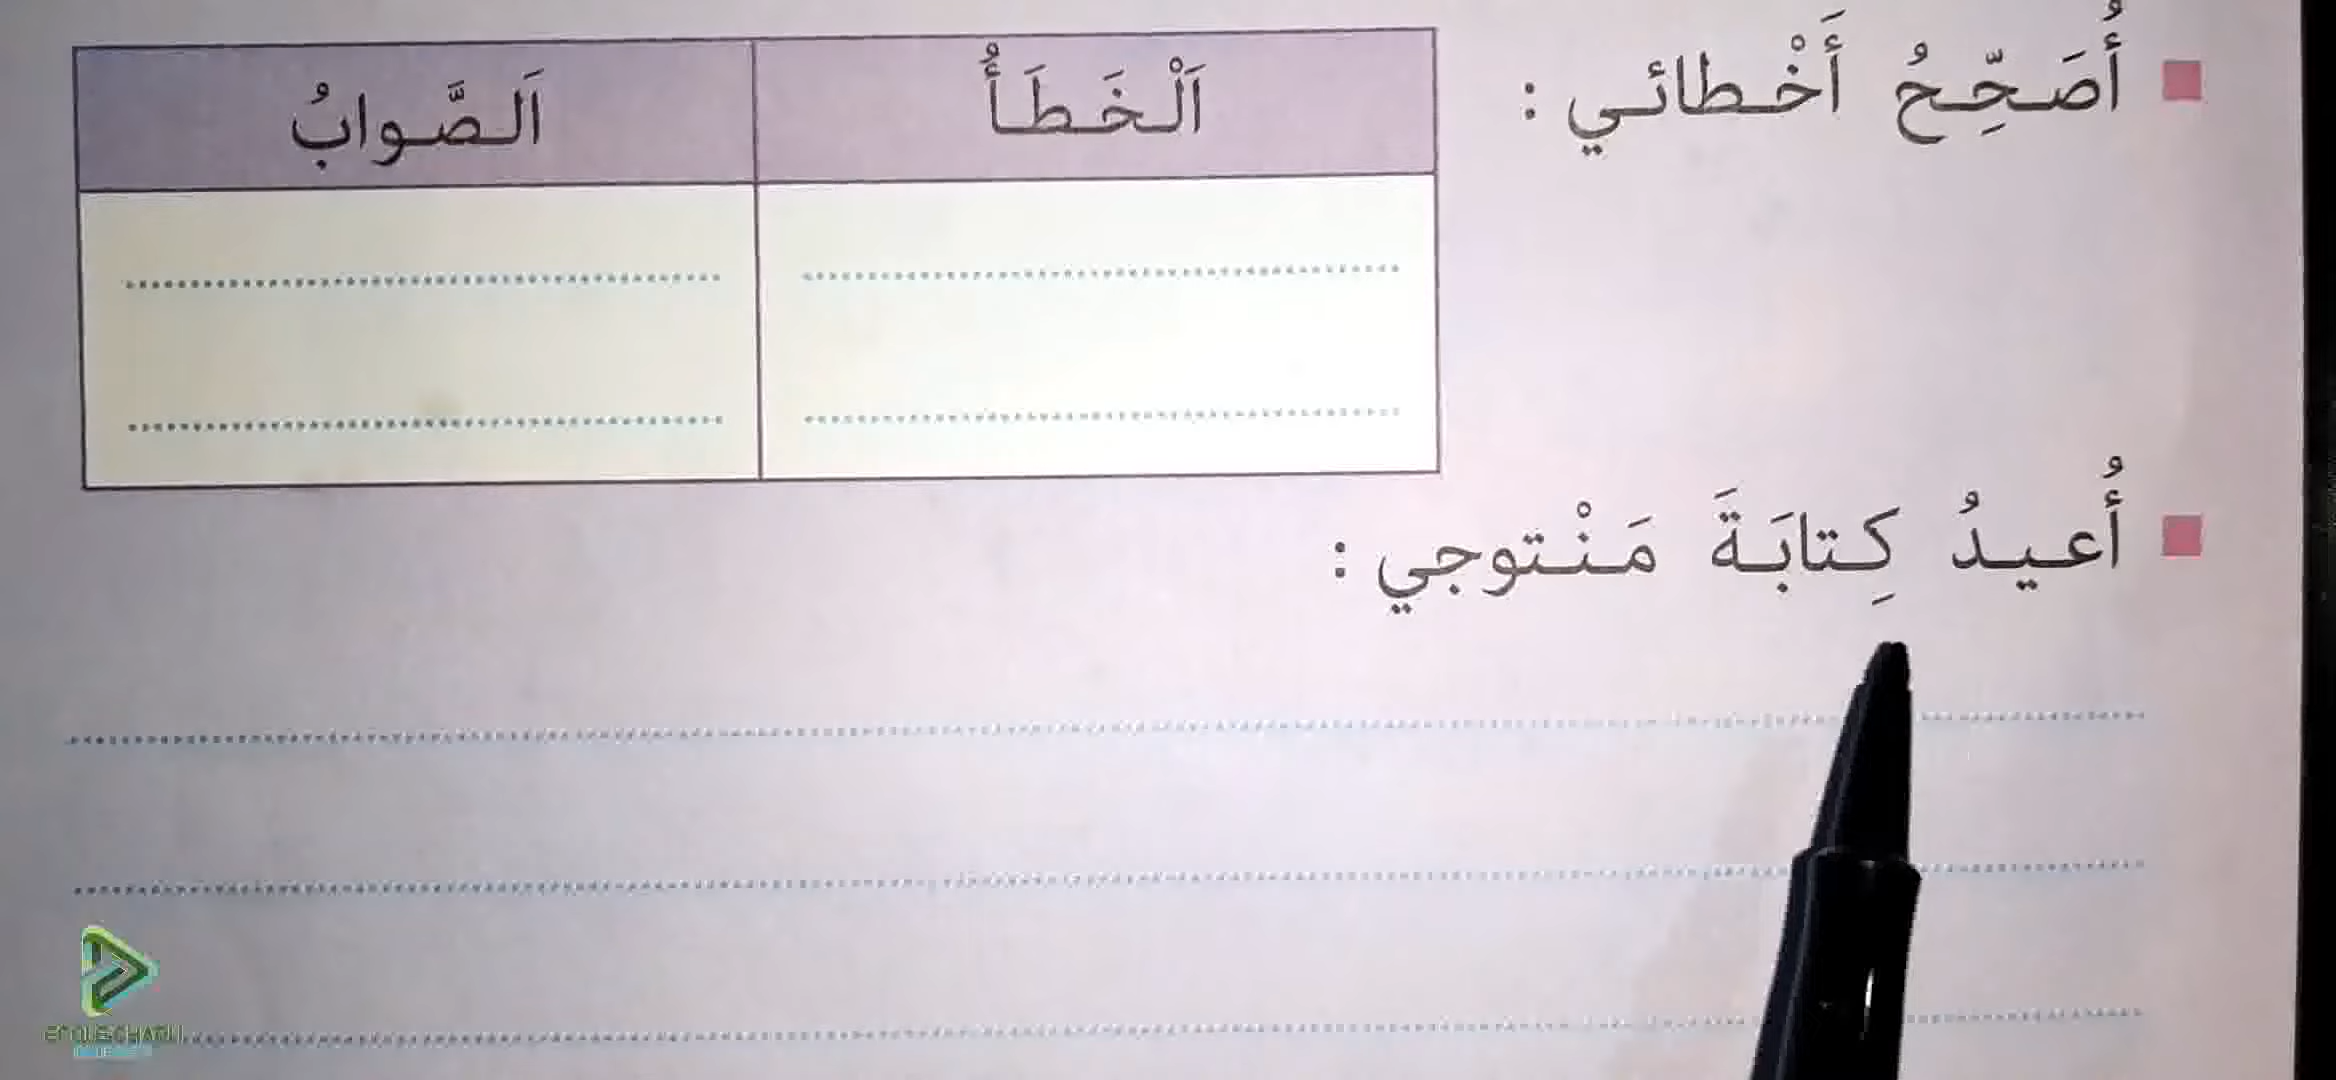 أُصَحِّحُ أَخْطائي :
اَلْخَطَأُ اَلصَّوابُ
أُعيدُ كِتابَةَ مَنْتوجي :